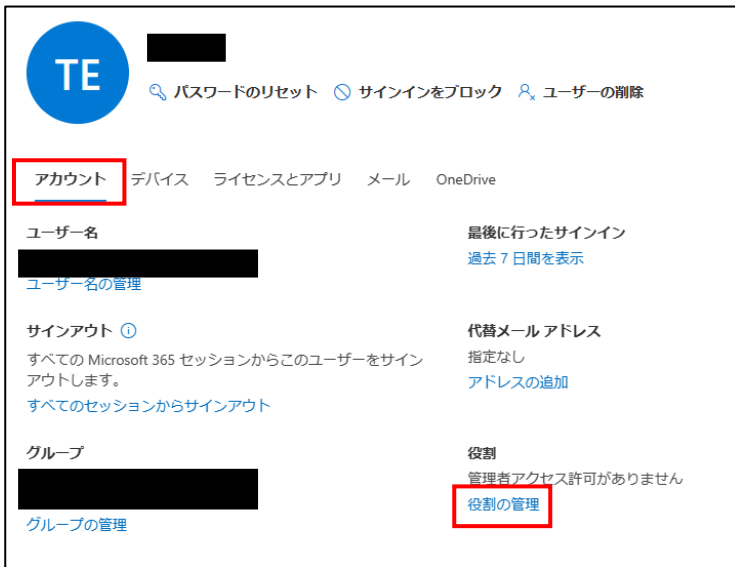 TE
パスワードのリセット サインインをブロック ユーザーの削除
アカウント デバイス ライセンスとアプリ メール OneDrive
ユーザー名
ユーザー名の管理
最後に行ったサインイン
過去 7 日間を表示
サインアウト
すべての Microsoft 365 セッションからこのユーザーをサイン
アウトします。
すべてのセッションからサインアウト
代替メール アドレス
指定なし
アドレスの追加
グループ
グループの管理
役割
管理者アクセス許可がありません
役割の管理